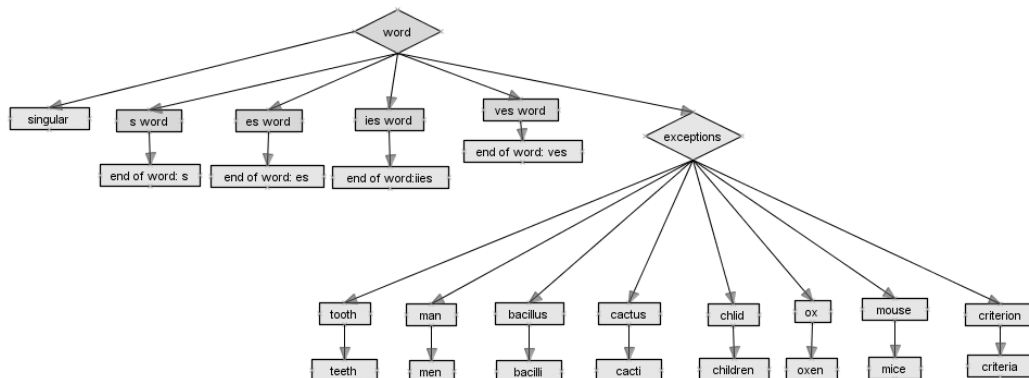 word
singular
s word
es word
ies word
ves word
exceptions
end of word: s
end of word: es
end of word:iies
end of word: ves
tooth
man
bacillus
cactus
chlid
ox
mouse
criterion
teeth
men
bacilli
cacti
children
oxen
mice
criteria